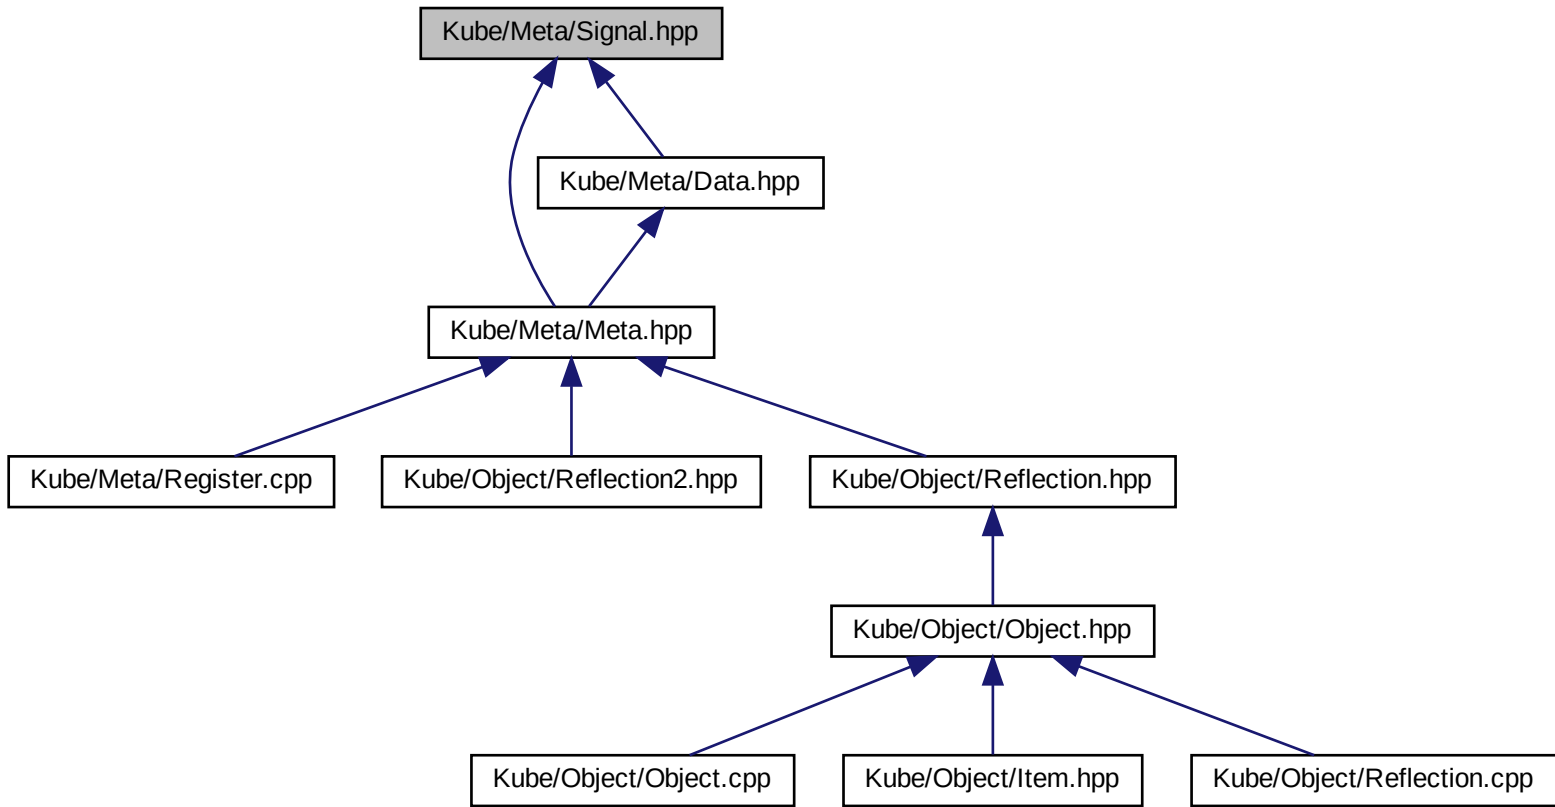 Kube/Meta/Signal.hpp
Kube/Meta/Data.hpp
Kube/Meta/Meta.hpp
Kube/Meta/Register.cpp
Kube/Object/Reflection2.hpp
Kube/Object/Reflection.hpp
Kube/Object/Object.hpp
Kube/Object/Object.cpp
Kube/Object/Item.hpp
Kube/Object/Reflection.cpp